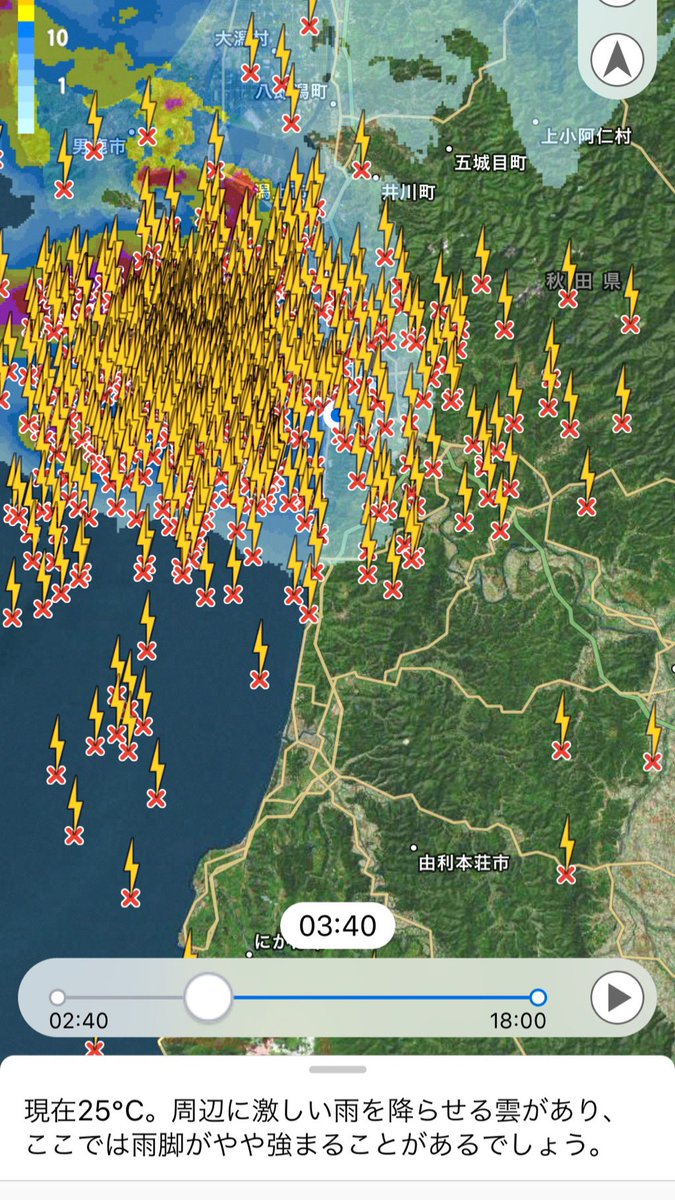 10
1
大潟村
八郎潟町
男鹿市
上小阿仁村
五城目町
井川町
秋田県
由利本荘市
03:40
02:40
18:00
現在25°C。周辺に激しい雨を降らせる雲があり、
ここでは雨脚がやや強まることがあるでしょう。